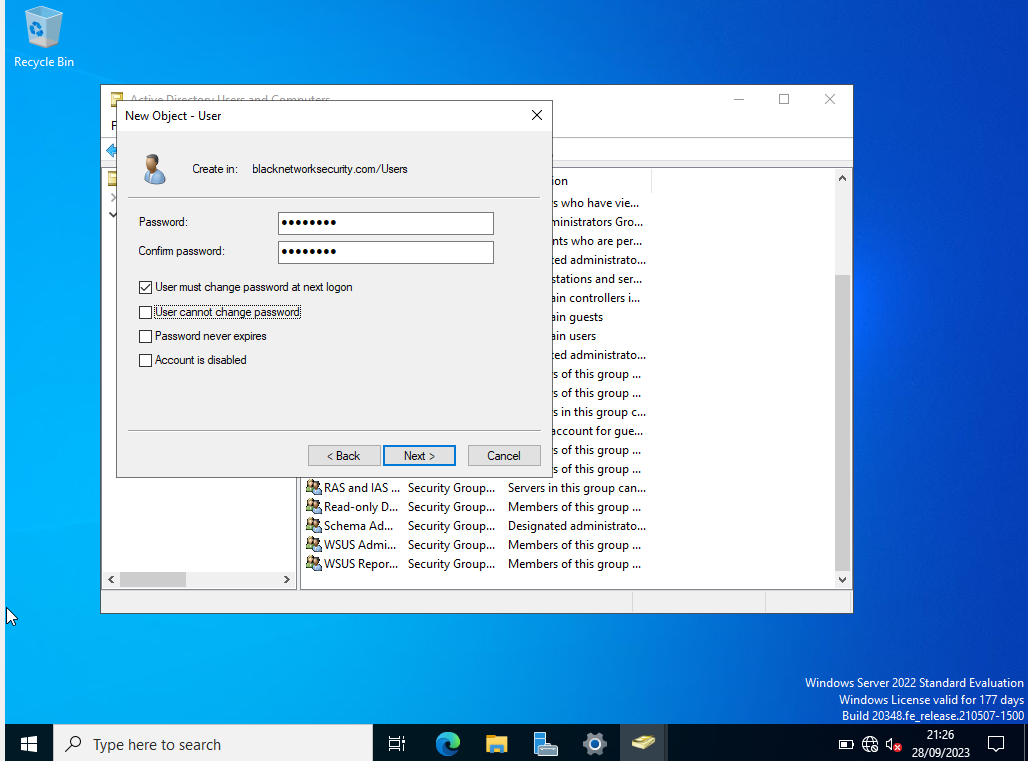 Recycle Bin
Active Directory Users and Computers
New Object - User
Create in: blacknetworksecurity.com/Users
Password: ●●●●●●●●
Confirm password: ●●●●●●●●
User must change password at next logon
User cannot change password
Password never expires
Account is disabled
< Back Next > Cancel
ion
s who have vie...
ministrators Gro...
nts who are per...
ted administrato...
stations and ser...
ain controllers i...
ain guests
ain users
ted administrato...
s of this group ...
s of this group ...
s in this group c...
account for gue...
s of this group ...
s of this group ...
RAS and IAS ... Security Group... Servers in this group can...
Read-only D... Security Group... Members of this group ...
Schema Ad... Security Group... Designated administrato...
WSUS Admi... Security Group... Members of this group ...
WSUS Repor... Security Group... Members of this group ...
Windows Server 2022 Standard Evaluation
Windows License valid for 177 days
Build 20348.fe_release.210507-1500
Type here to search
21:26
28/09/2023